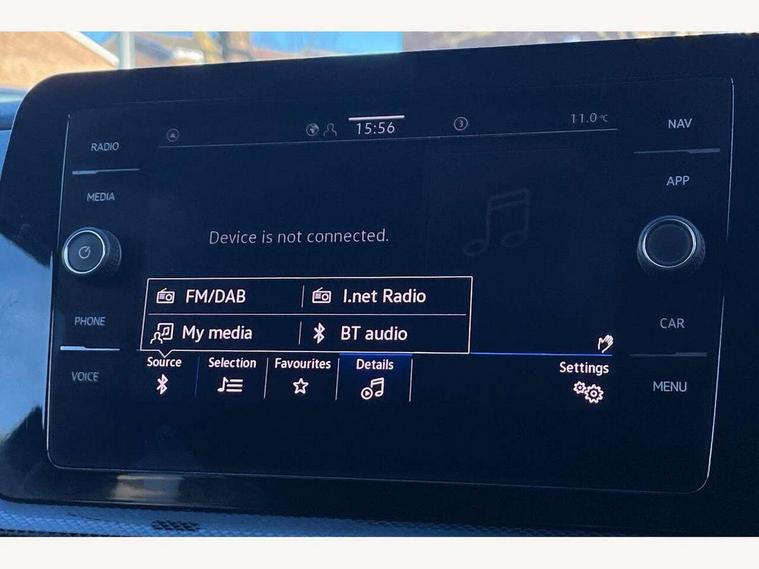 15:56
3
11.0°C
RADIO
MEDIA
PHONE
VOICE
NAV
APP
CAR
MENU
Device is not connected.
FM/DAB I.net Radio
My media BT audio
Source Selection Favourites Details Settings